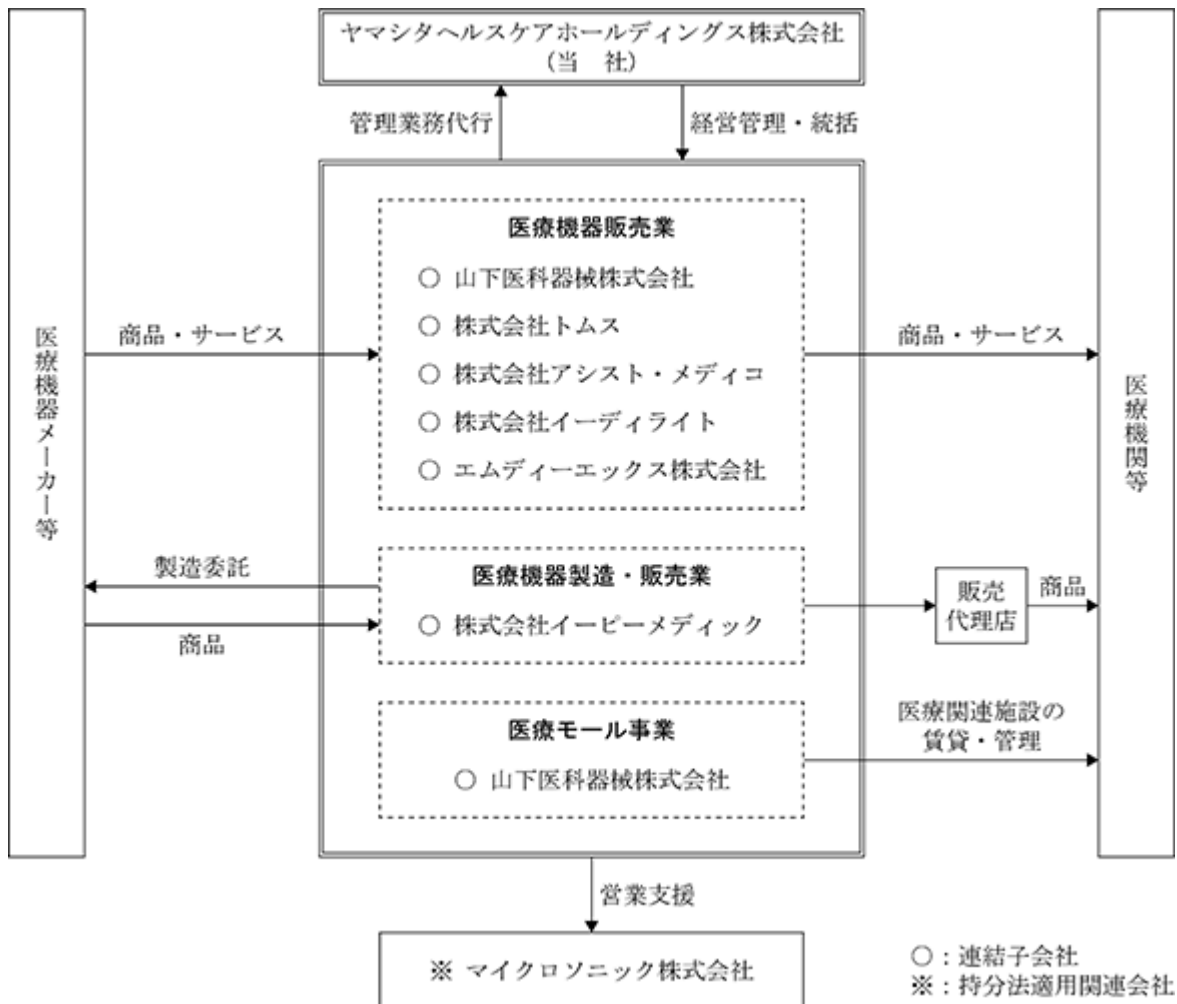 ヤマシタヘルスケアホールディングス株式会社
(当 社)
管理業務代行
経営管理・統括
医療機器メーカー等
商品・サービス
医療機器販売業
○ 山下医科器械株式会社
○ 株式会社トムス
○ 株式会社アシスト・メディコ
○ 株式会社イーディライト
○ エムディーエックス株式会社
商品・サービス
医療機関等
製造委託
商品
医療機器製造・販売業
○ 株式会社イーピーメディック
販売
代理店
商品
医療モール事業
○ 山下医科器械株式会社
医療関連施設の
賃貸・管理
営業支援
※ マイクロソニック株式会社
○:連結子会社
※:持分法適用関連会社